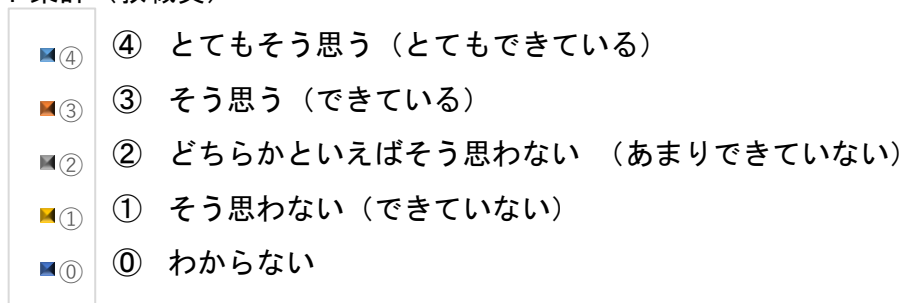 ④ ④ とてもそう思う（とてもできている）
③ ③ そう思う（できている）
② ② どちらかといえばそう思わない （あまりできていない）
① ① そう思わない（できていない）
⓪ ⓪ わからない